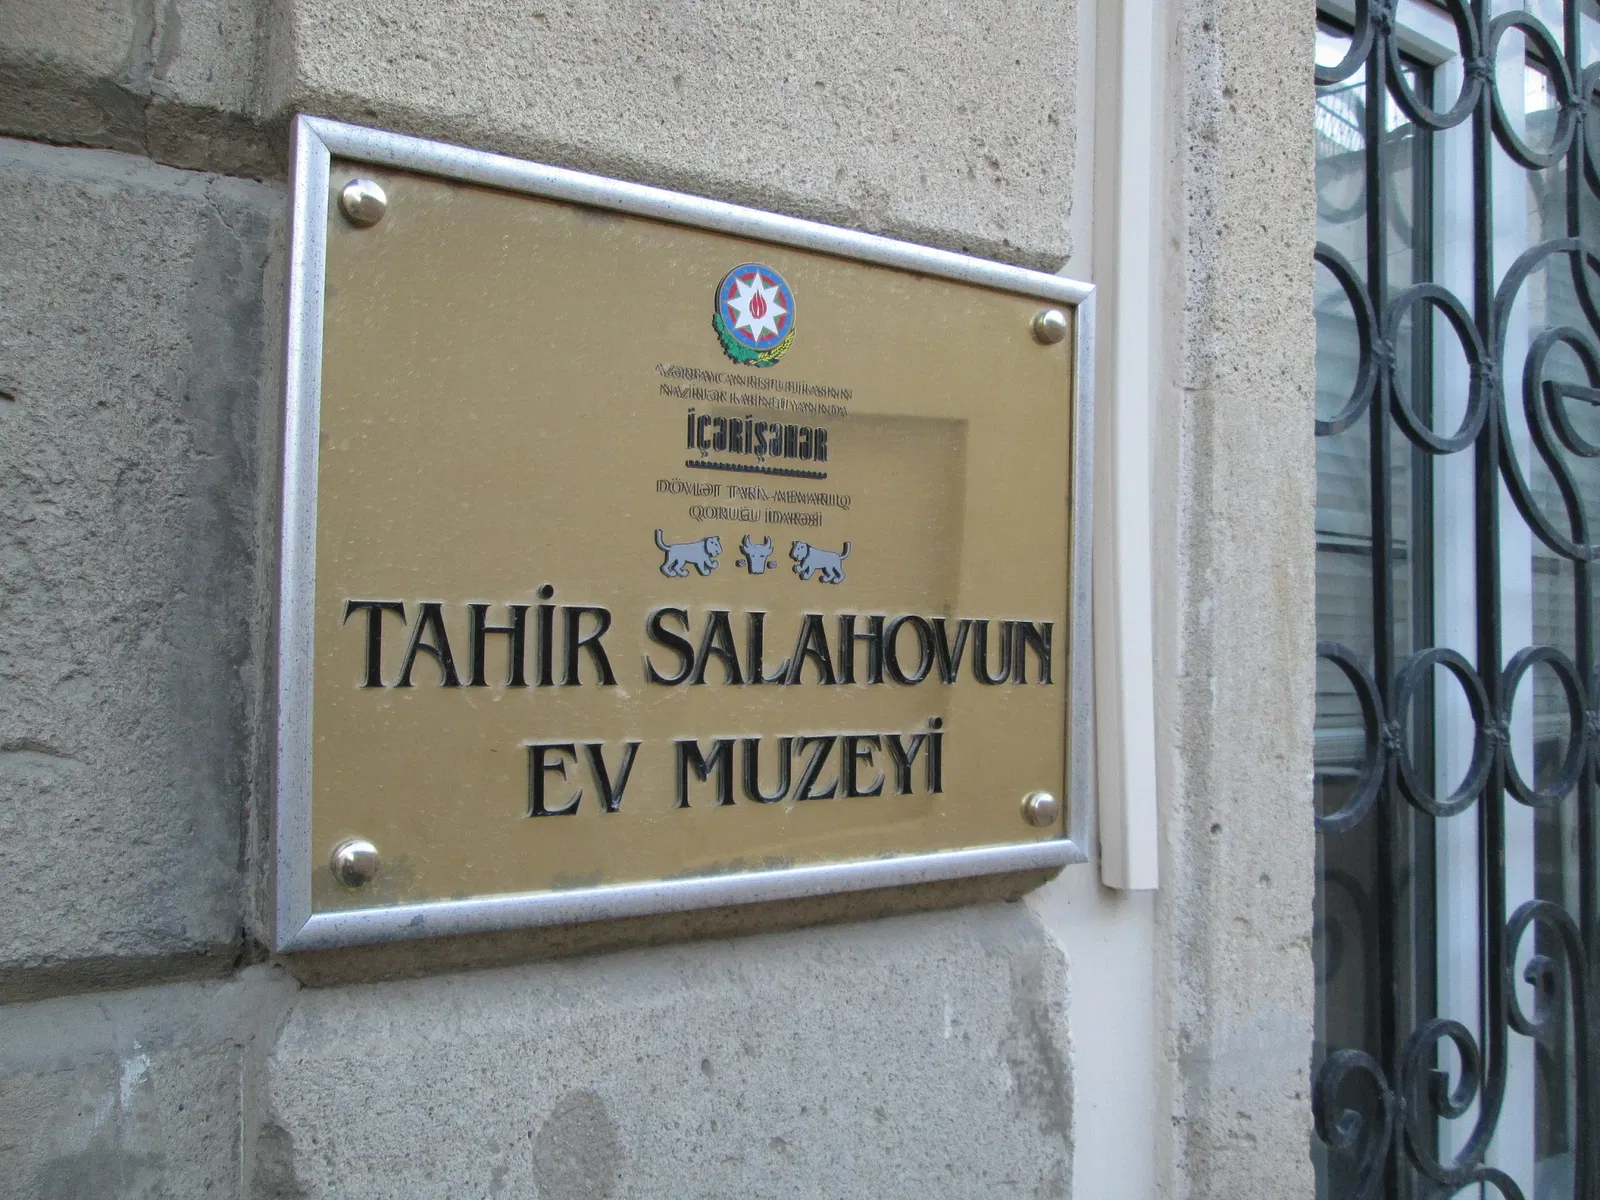 AZƏRBAYCAN RESPUBLİKASININ
NAZİRLƏR KABİNETİ YANINDA
İÇƏRİŞƏHƏR
DÖVLƏT TARİX-MEMARLIQ
QORUĞU İDARƏSİ
TAHİR SALAHOVUN
EV MUZEYİ